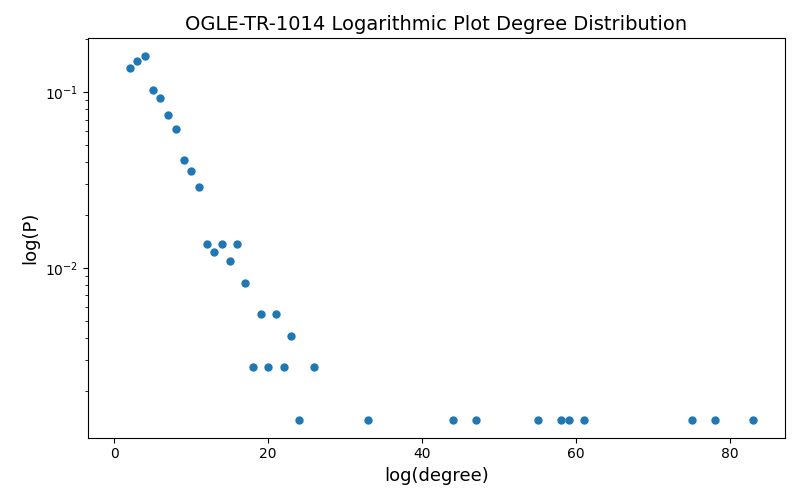 OGLE-TR-1014 Logarithmic Plot Degree Distribution
log(P)
10⁻¹
10⁻²
0 20 40 60 80
log(degree)